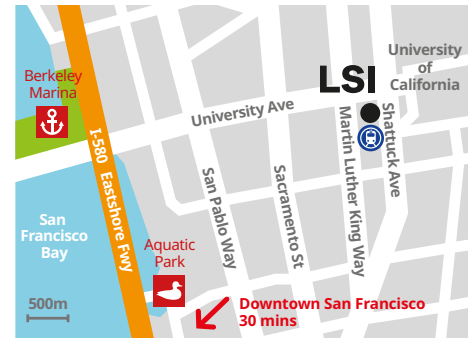 University
of
California
LSI
Berkeley
Marina
University Ave
Shattuck Ave
Martin Luther King Way
I-580 Eastshore Fwy
San Pablo Way
Sacramento St
San
Francisco
Bay
Aquatic
Park
500m
Downtown San Francisco
30 mins